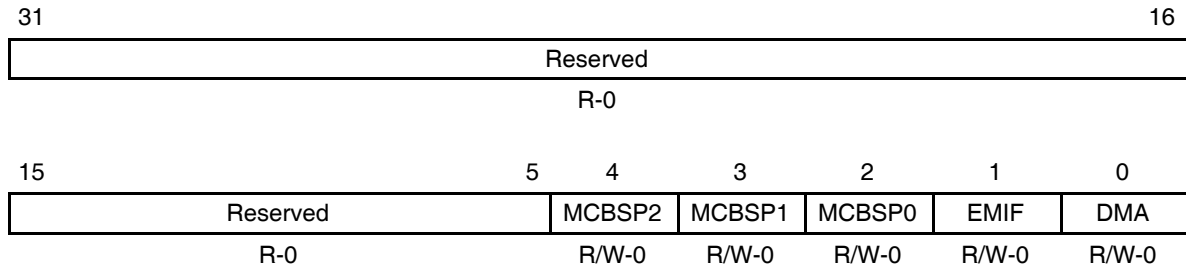 31 16
Reserved
R-0
15 5 4 3 2 1 0
Reserved MCBSP2 MCBSP1 MCBSP0 EMIF DMA
R-0 R/W-0 R/W-0 R/W-0 R/W-0 R/W-0